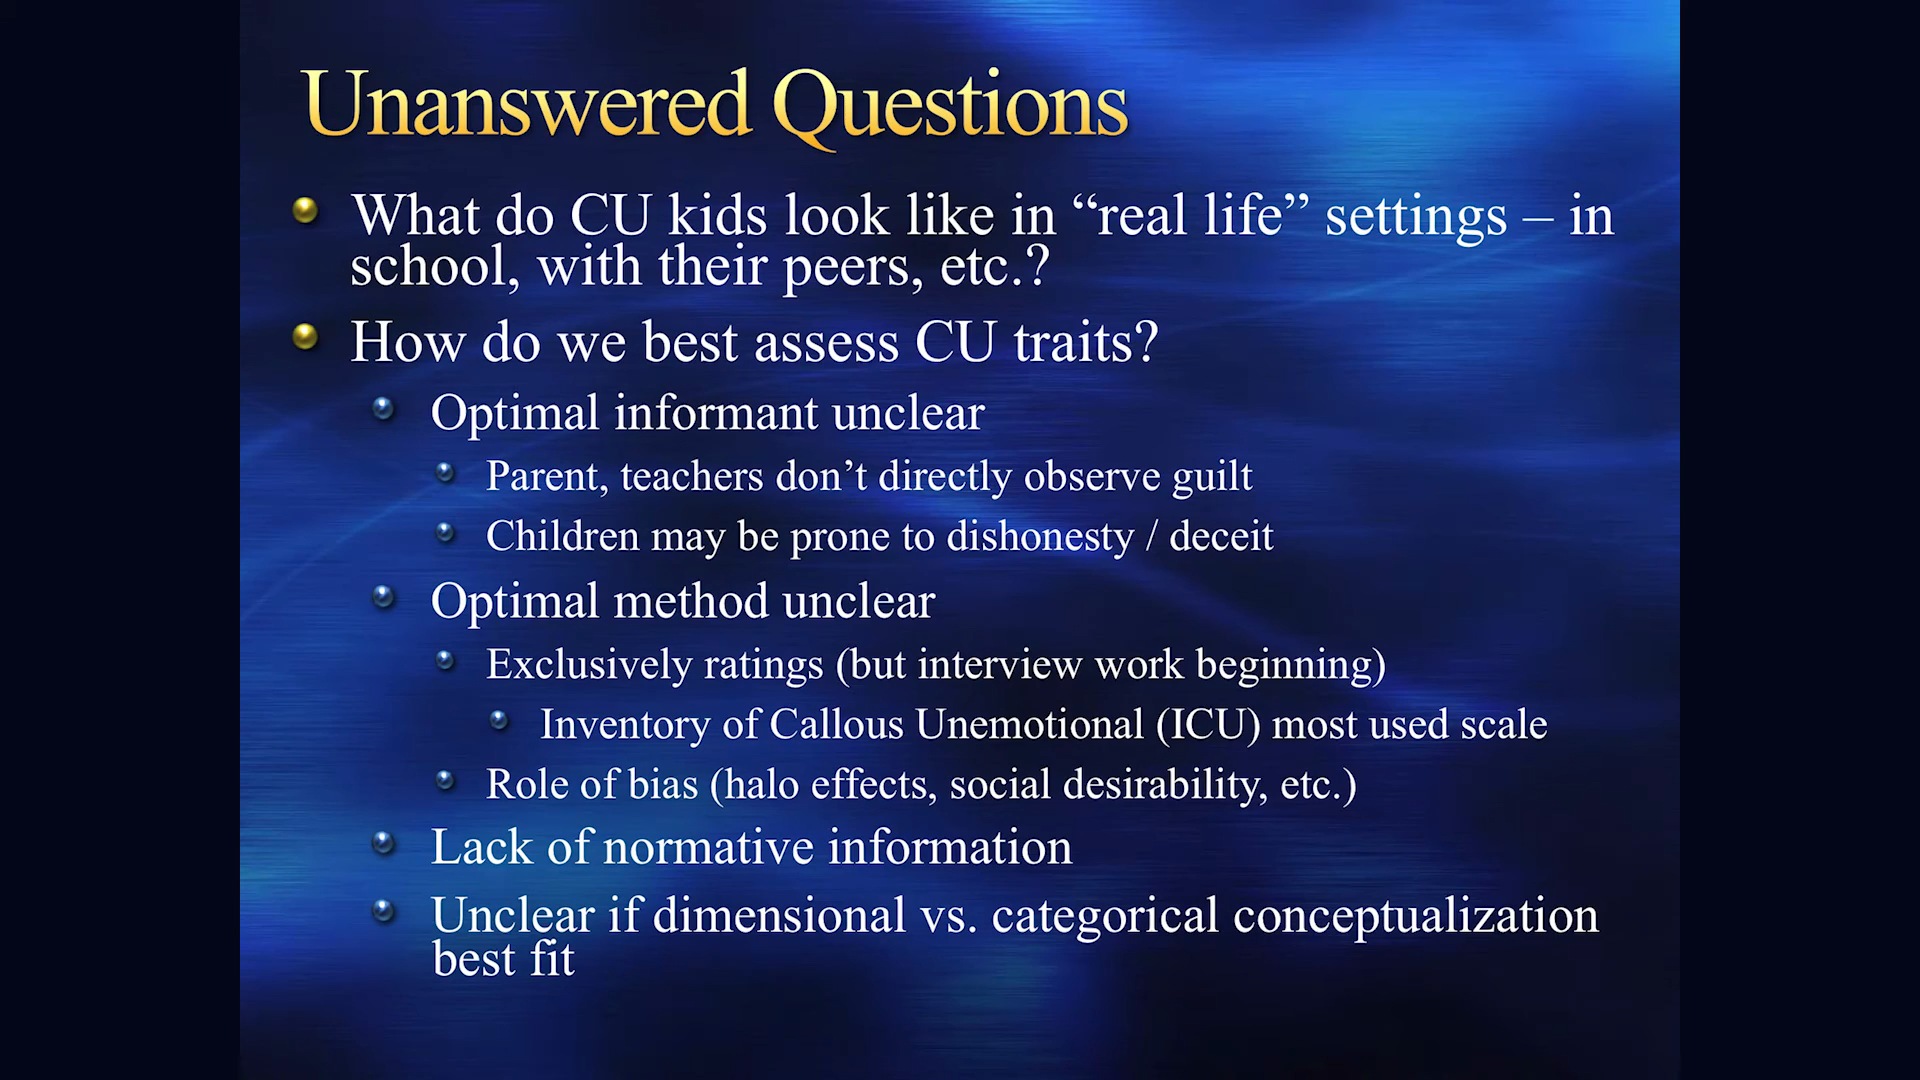 Unanswered Questions
What do CU kids look like in “real life” settings – in
school, with their peers, etc.?
How do we best assess CU traits?
Optimal informant unclear
Parent, teachers don’t directly observe guilt
Children may be prone to dishonesty / deceit
Optimal method unclear
Exclusively ratings (but interview work beginning)
Inventory of Callous Unemotional (ICU) most used scale
Role of bias (halo effects, social desirability, etc.)
Lack of normative information
Unclear if dimensional vs. categorical conceptualization
best fit